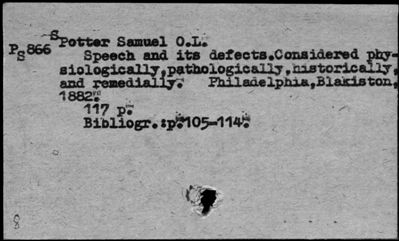 S
Ps866 Potter Samuel O.L.
Speech and its defects.Considered phy-
siologically,pathologically,historically,
and remedially. Philadelphia,Blakiston,
1882.
117 p.
Bibliogr.:p.105-114.
8